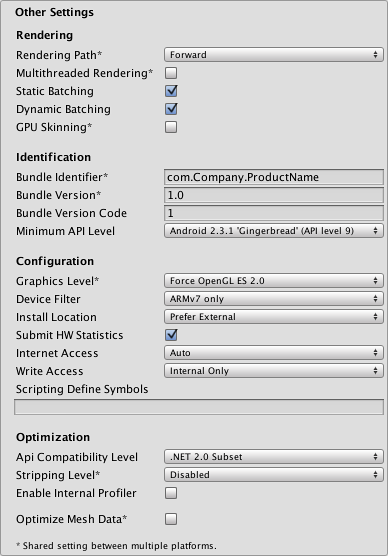 Other Settings
Rendering
Rendering Path* Forward
Multithreaded Rendering*
Static Batching
Dynamic Batching
GPU Skinning*
Identification
Bundle Identifier* com.Company.ProductName
Bundle Version* 1.0
Bundle Version Code 1
Minimum API Level Android 2.3.1 'Gingerbread' (API level 9)
Configuration
Graphics Level* Force OpenGL ES 2.0
Device Filter ARMv7 only
Install Location Prefer External
Submit HW Statistics
Internet Access Auto
Write Access Internal Only
Scripting Define Symbols
Optimization
Api Compatibility Level .NET 2.0 Subset
Stripping Level* Disabled
Enable Internal Profiler
Optimize Mesh Data*
* Shared setting between multiple platforms.